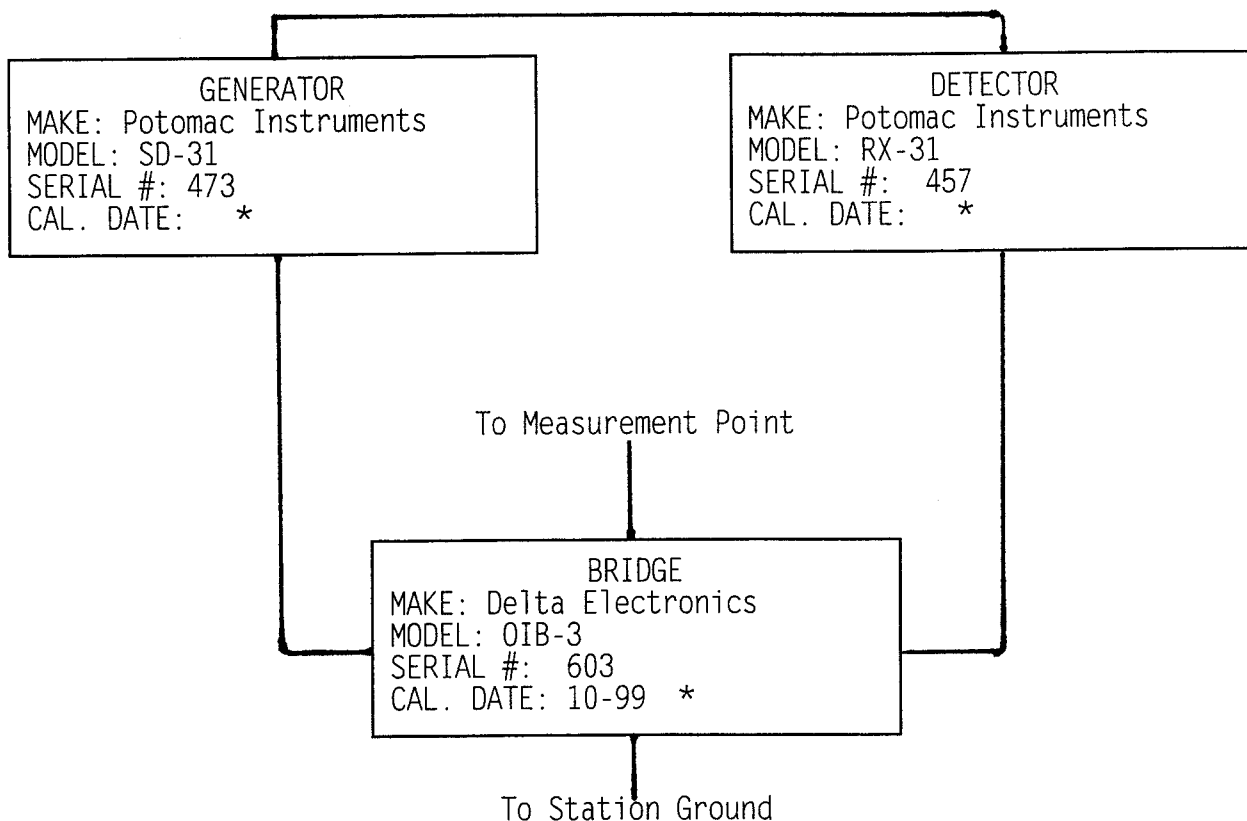 GENERATOR
MAKE: Potomac Instruments
MODEL: SD-31
SERIAL #: 473
CAL. DATE: *
DETECTOR
MAKE: Potomac Instruments
MODEL: RX-31
SERIAL #: 457
CAL. DATE: *
To Measurement Point
BRIDGE
MAKE: Delta Electronics
MODEL: OIB-3
SERIAL #: 603
CAL. DATE: 10-99 *
To Station Ground